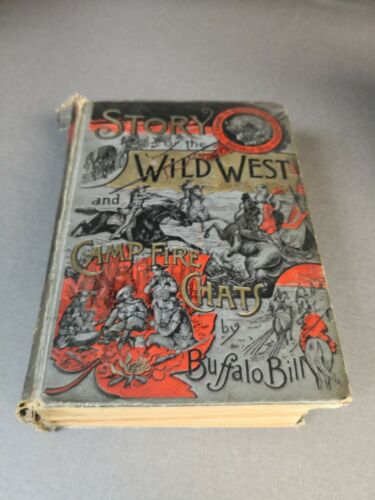 STORY
of the
WILD WEST
and
CAMP-FIRE
CHATS
by
Buffalo Bill